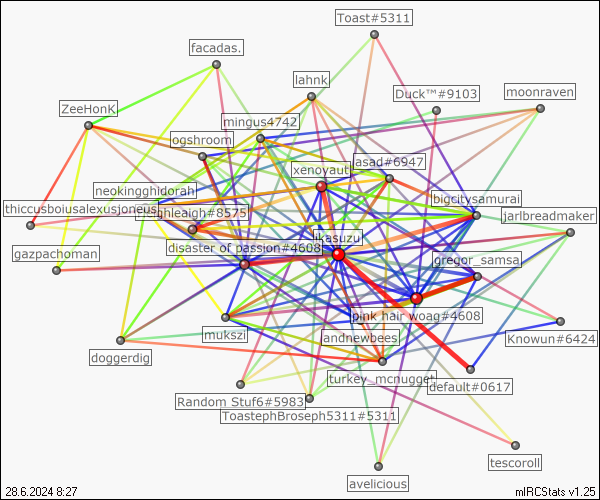 Toast#5311
facadas.
lahnk
Duck™#9103
moonraven
ZeeHonK
mingus4742
ogshroom
asad#6947
xenoyaut
neokingghidorah
bigcitysamurai
thiccusboiusalexusjoneus
ashleaigh#8575
jarlbreadmaker
likasuzu
disaster of passion#4608
gazpachoman
gregor_samsa
pink hair woag#4608
mukszi
andnewbees
Knowun#6424
doggerdig
turkey_mcnugget
default#0617
Random Stuf6#5983
ToastephBroseph5311#5311
tescoroll
avelicious
28.6.2024 8:27
mIRCStats v1.25